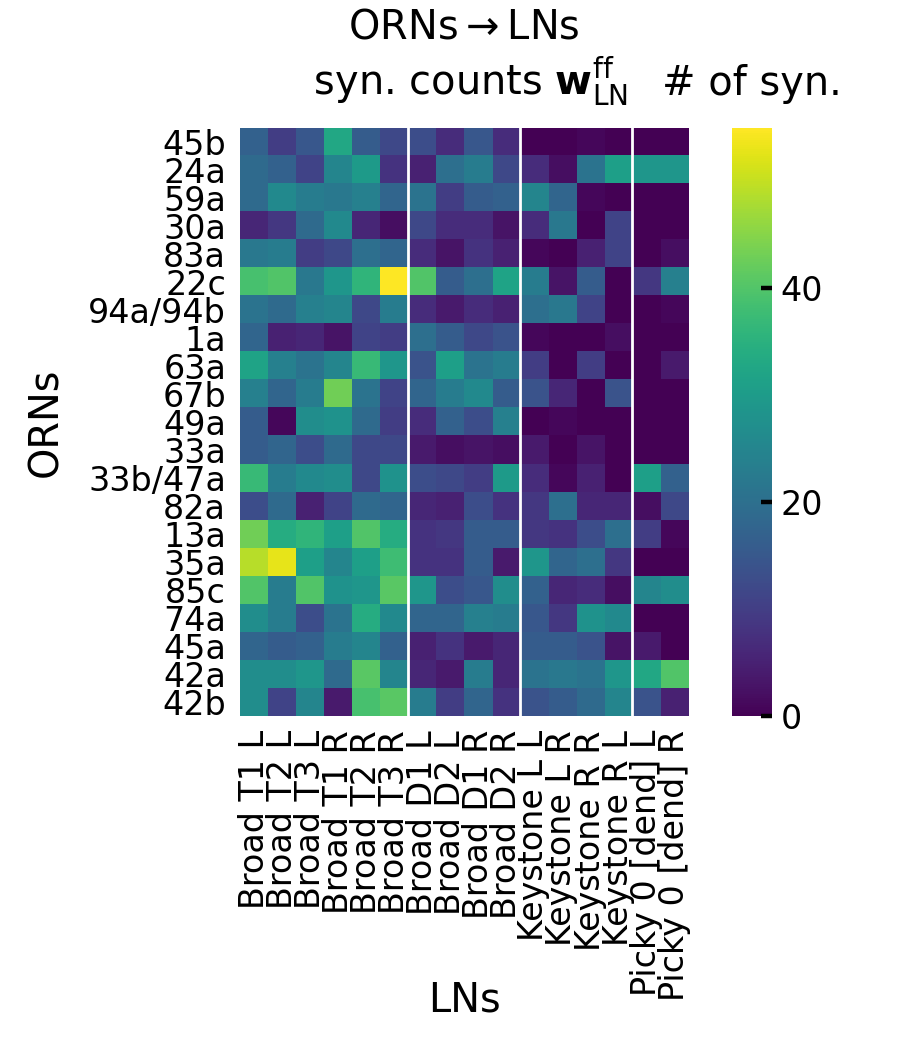 ORNs → LNs
syn. counts w^ff_LN # of syn.
45b
24a
59a
30a
83a
22c
94a/94b
1a
63a
67b
49a
33a
33b/47a
82a
13a
35a
85c
74a
45a
42a
42b
ORNs
40
20
0
Broad T1 L
Broad T2 L
Broad T3 L
Broad T1 R
Broad T2 R
Broad T3 R
Broad D1 L
Broad D2 L
Broad D1 R
Broad D2 R
Keystone L L
Keystone L R
Keystone R R
Keystone R L
Picky 0 [dend] L
Picky 0 [dend] R
LNs